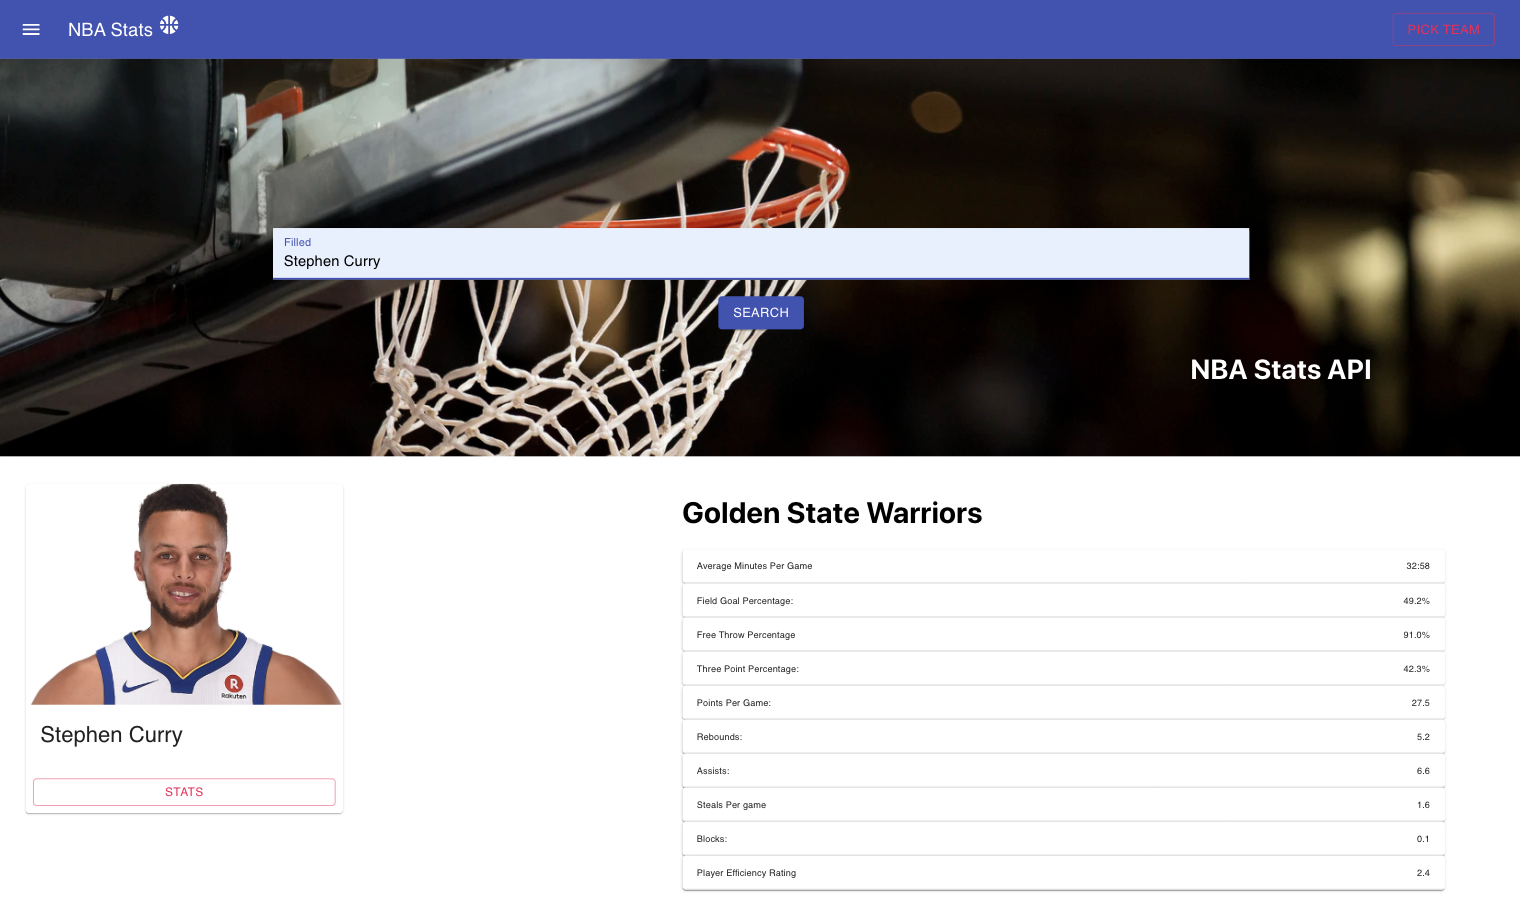 NBA Stats
PICK TEAM
Filled
Stephen Curry
SEARCH
NBA Stats API
R
Rakuten
Stephen Curry
STATS
Golden State Warriors
Average Minutes Per Game 32:58
Field Goal Percentage: 49.2%
Free Throw Percentage 91.0%
Three Point Percentage: 42.3%
Points Per Game: 27.5
Rebounds: 5.2
Assists: 6.6
Steals Per game 1.6
Blocks: 0.1
Player Efficiency Rating 2.4